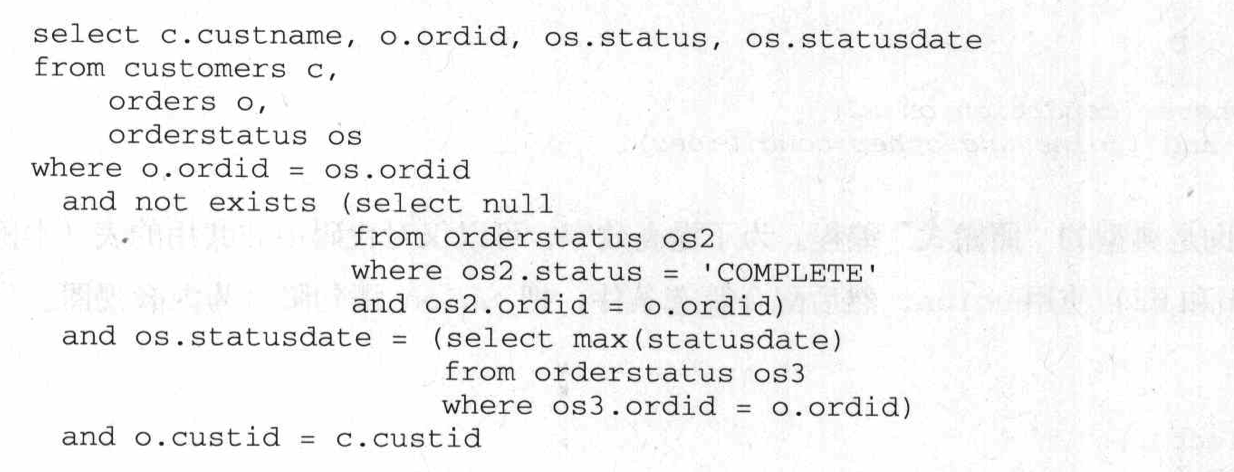 select c.custname, o.ordid, os.status, os.statusdate
from customers c,
     orders o,
     orderstatus os
where o.ordid = os.ordid
  and not exists (select null
                  from orderstatus os2
                  where os2.status = 'COMPLETE'
                  and os2.ordid = o.ordid)
  and os.statusdate = (select max(statusdate)
                       from orderstatus os3
                       where os3.ordid = o.ordid)
  and o.custid = c.custid